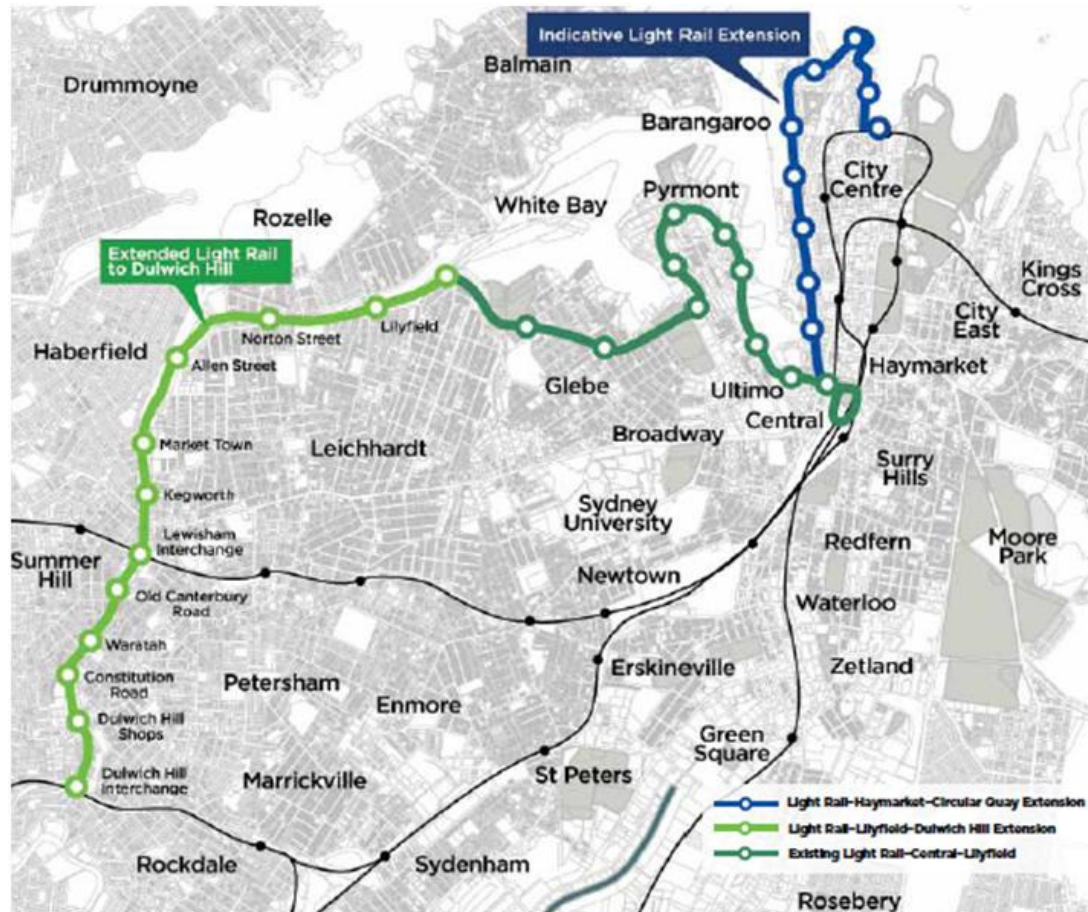 Indicative Light Rail Extension
Drummoyne
Balmain
Barangaroo
City
Centre
Pyrmont
White Bay
Rozelle
Extended Light Rail
to Dulwich Hill
Kings
Cross
City
East
Lilyfield
Norton Street
Haberfield
Allen Street
Haymarket
Glebe
Ultimo
Central
Broadway
Leichhardt
Market Town
Surry
Hills
Kegworth
Sydney
University
Lewisham
Interchange
Redfern
Moore
Park
Summer
Hill
Newtown
Old Canterbury
Road
Waterloo
Waratah
Erskineville
Zetland
Constitution
Road
Petersham
Enmore
Dulwich Hill
Shops
Green
Square
Dulwich Hill
Interchange
Marrickville
St Peters
Light Rail-Haymarket-Circular Quay Extension
Light Rail-Lilyfield-Dulwich Hill Extension
Existing Light Rail-Central-Lilyfield
Rockdale
Sydenham
Rosebery